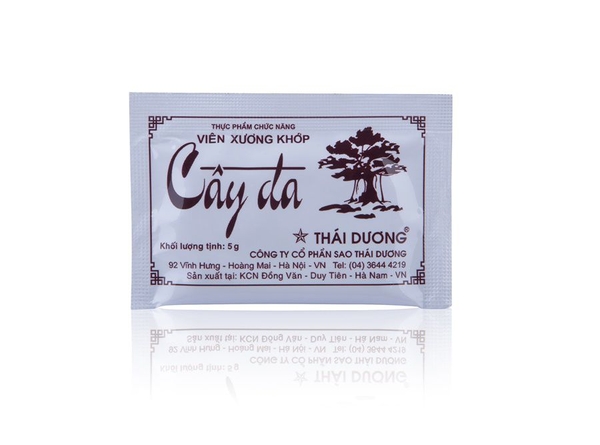 THỰC PHẨM CHỨC NĂNG
VIÊN XƯƠNG KHỚP
Cây đa
Khối lượng tịnh: 5 g
THÁI DƯƠNG®
CÔNG TY CỔ PHẦN SAO THÁI DƯƠNG
92 Vĩnh Hưng - Hoàng Mai - Hà Nội - VN Tel: (04) 3644 4219
Sản xuất tại: KCN Đồng Văn - Duy Tiên - Hà Nam - VN